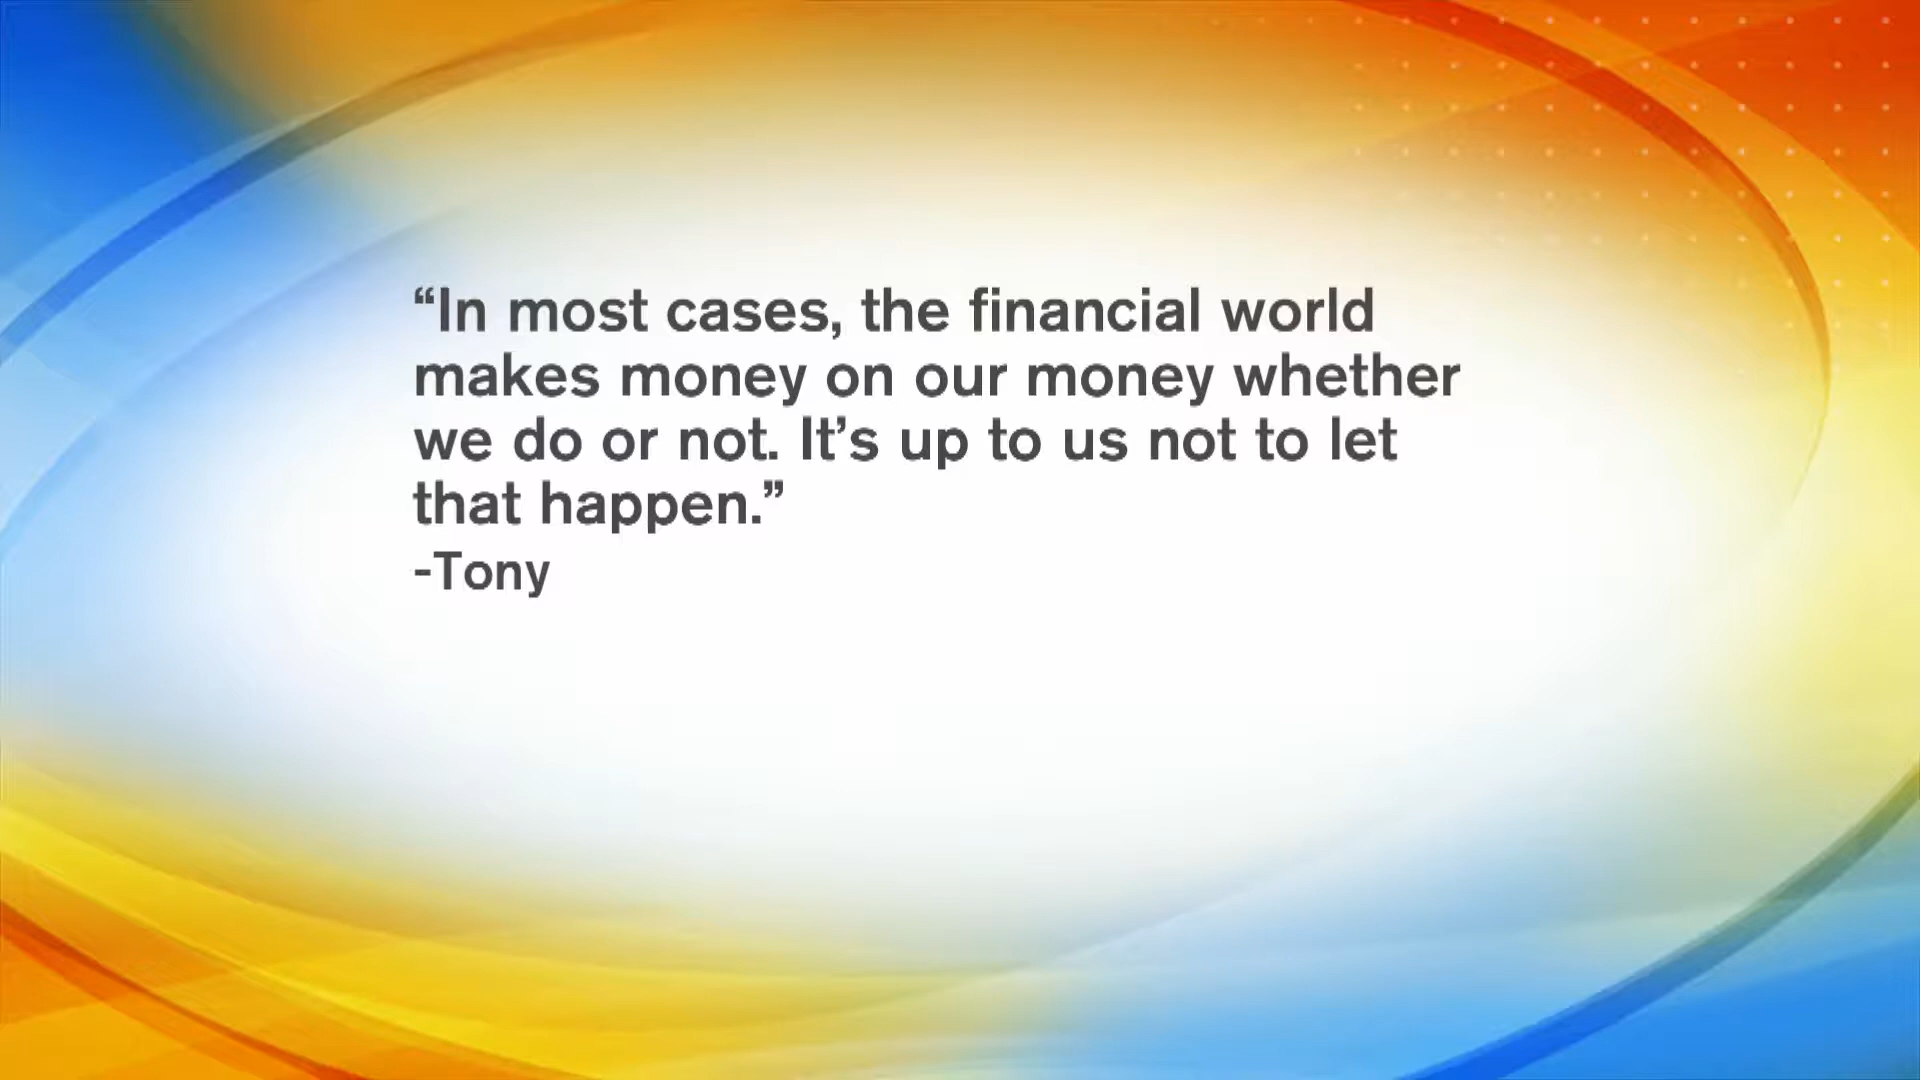 “In most cases, the financial world
makes money on our money whether
we do or not. It’s up to us not to let
that happen.”
-Tony